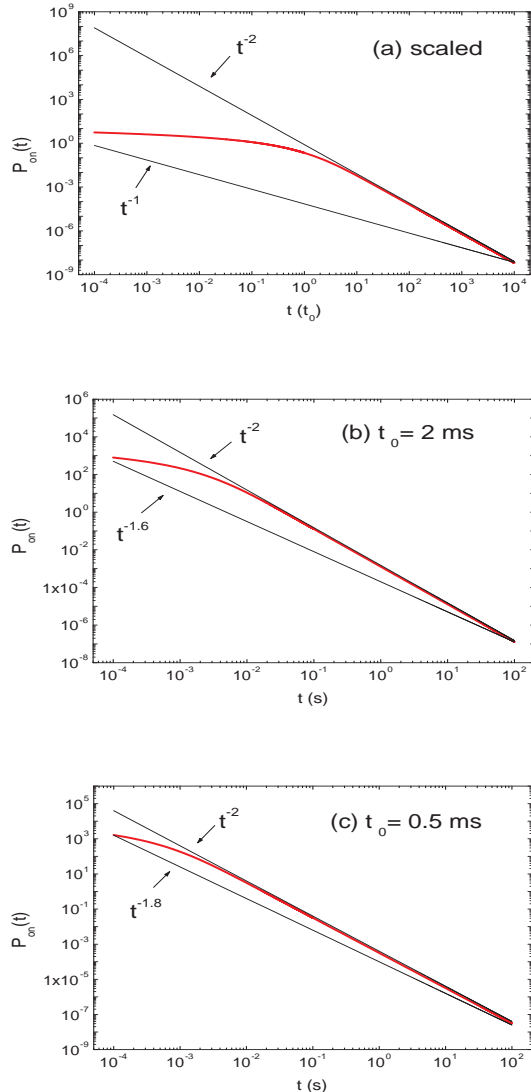 10^9
10^6
10^3
10^0
10^-3
10^-6
10^-9
P_on(t)
t^-2
(a) scaled
t^-1
10^-4 10^-3 10^-2 10^-1 10^0 10^1 10^2 10^3 10^4
t (t_o)
10^6
10^4
10^2
10^0
10^-2
1x10^-4
10^-6
10^-8
P_on(t)
t^-2
(b) t_0 = 2 ms
t^-1.6
10^-4 10^-3 10^-2 10^-1 10^0 10^1 10^2
t (s)
10^5
10^3
10^1
10^-1
10^-3
1x10^-5
10^-7
10^-9
P_on(t)
t^-2
(c) t_0 = 0.5 ms
t^-1.8
10^-4 10^-3 10^-2 10^-1 10^0 10^1 10^2
t (s)